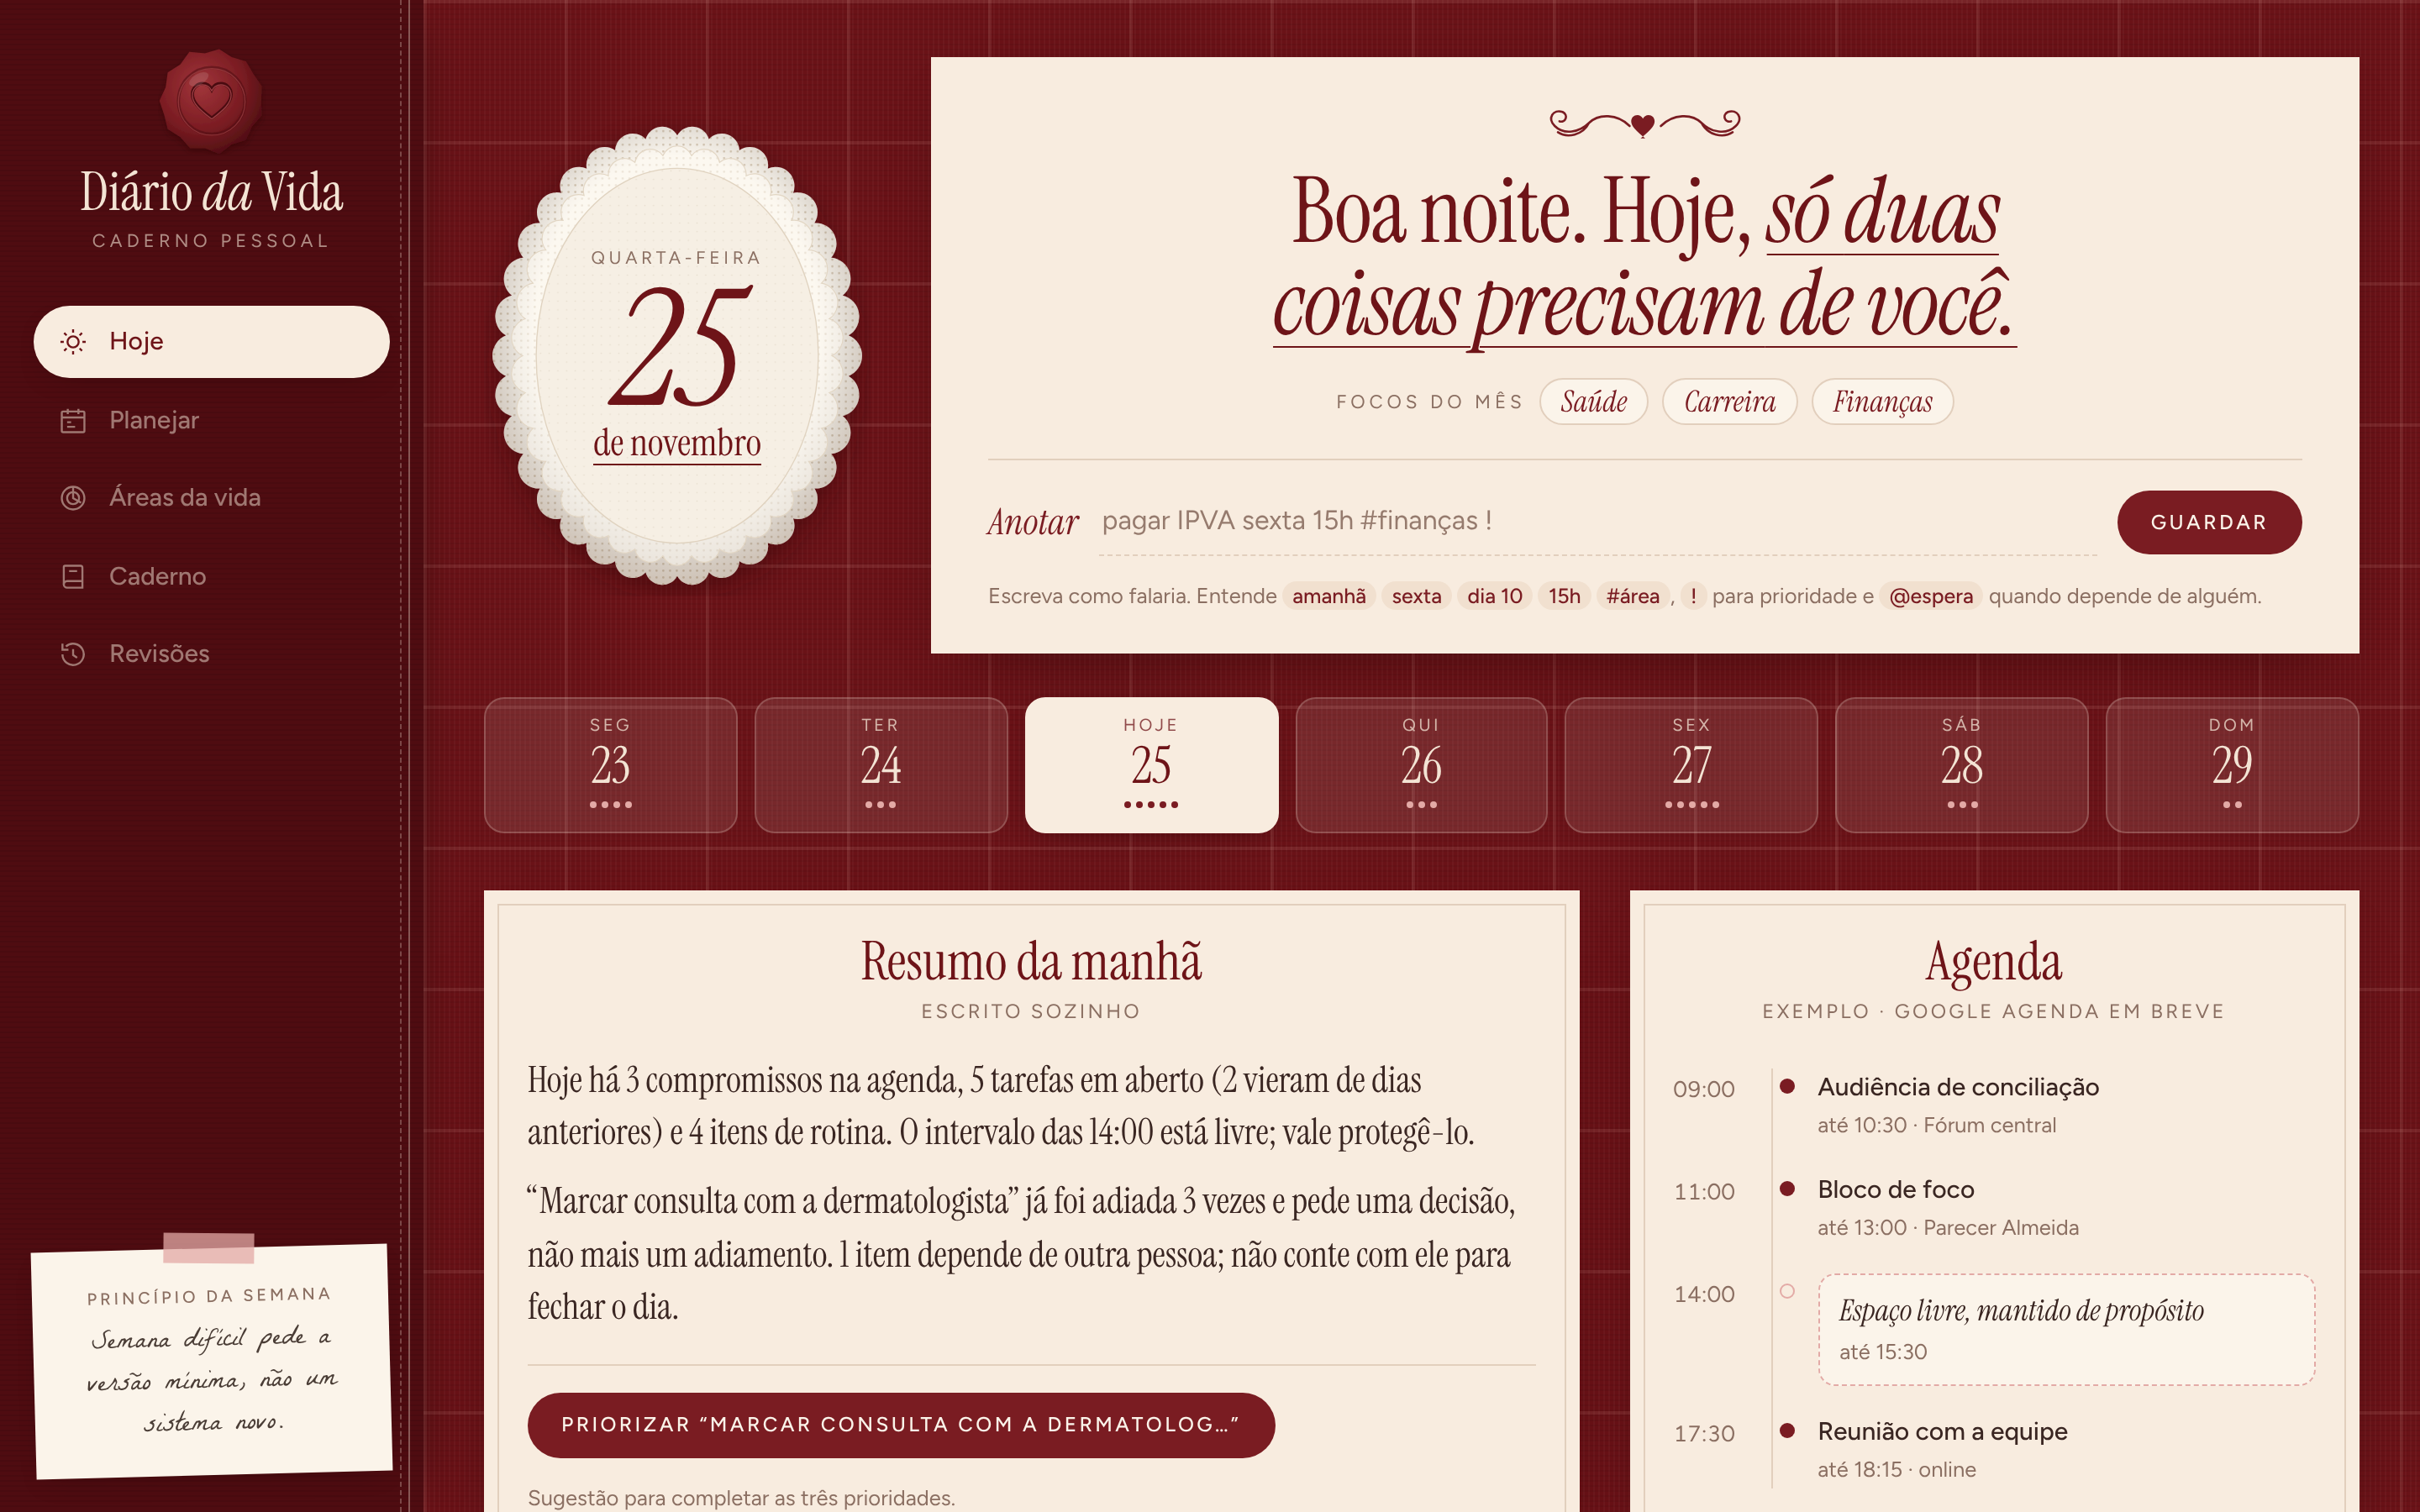 Diário da Vida
CADERNO PESSOAL
Hoje
Planejar
Áreas da vida
Caderno
Revisões
PRINCÍPIO DA SEMANA
Semana difícil pede a
versão mínima, não um
sistema novo.
QUARTA-FEIRA
25
de novembro
Boa noite. Hoje, só duas
coisas precisam de você.
FOCOS DO MÊS Saúde Carreira Finanças
Anotar pagar IPVA sexta 15h #finanças ! GUARDAR
Escreva como falaria. Entende amanhã sexta dia 10 15h #área , ! para prioridade e @espera quando depende de alguém.
SEG TER HOJE QUI SEX SÁB DOM
23 24 25 26 27 28 29
Resumo da manhã
ESCRITO SOZINHO
Hoje há 3 compromissos na agenda, 5 tarefas em aberto (2 vieram de dias
anteriores) e 4 itens de rotina. O intervalo das 14:00 está livre; vale protegê-lo.
“Marcar consulta com a dermatologista” já foi adiada 3 vezes e pede uma decisão,
não mais um adiamento. 1 item depende de outra pessoa; não conte com ele para
fechar o dia.
PRIORIZAR “MARCAR CONSULTA COM A DERMATOLOG…”
Sugestão para completar as três prioridades.
Agenda
EXEMPLO · GOOGLE AGENDA EM BREVE
09:00 Audiência de conciliação
até 10:30 · Fórum central
11:00 Bloco de foco
até 13:00 · Parecer Almeida
14:00 Espaço livre, mantido de propósito
até 15:30
17:30 Reunião com a equipe
até 18:15 · online